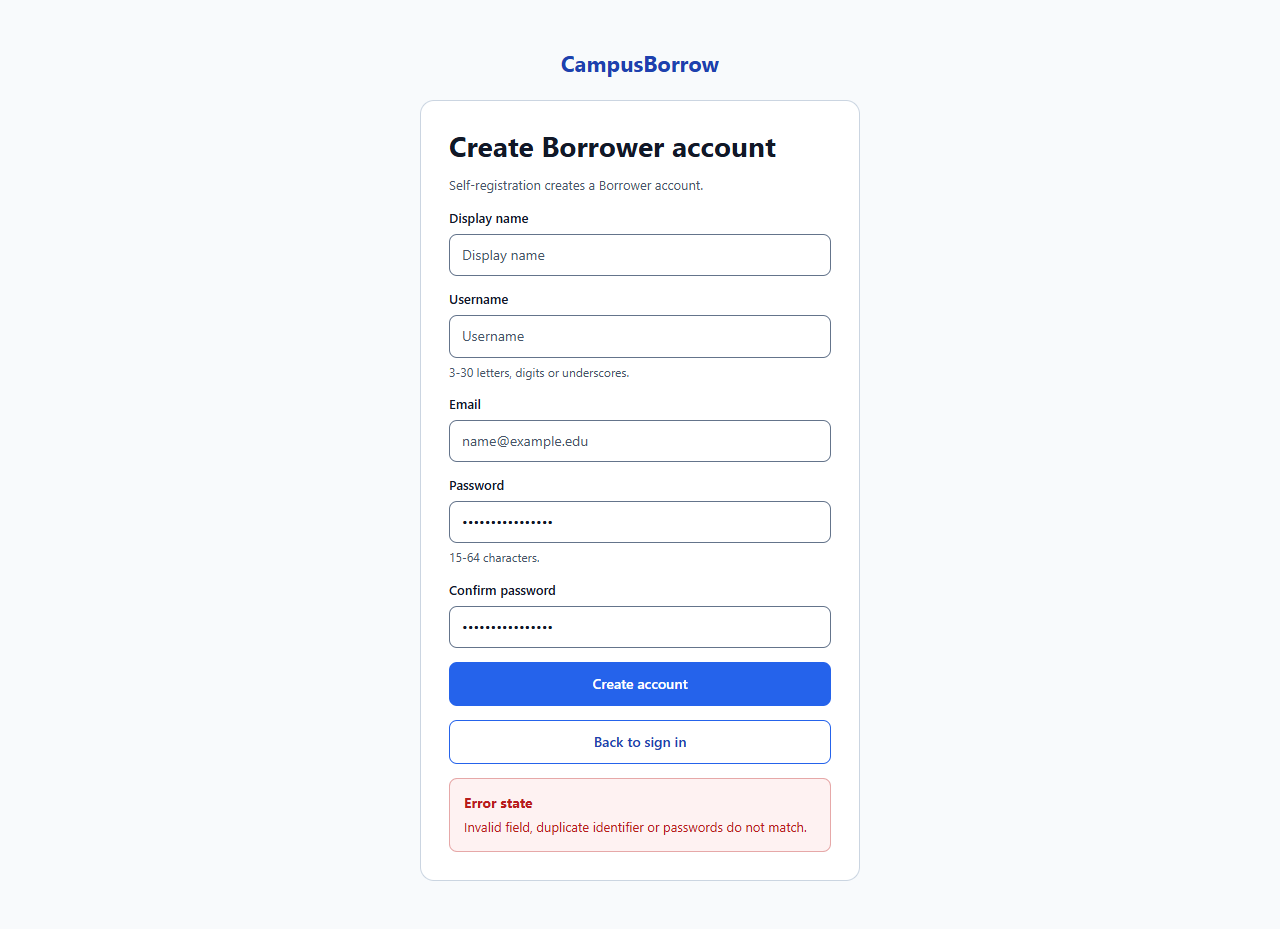 CampusBorrow
Create Borrower account
Self-registration creates a Borrower account.
Display name
Display name
Username
Username
3-30 letters, digits or underscores.
Email
name@example.edu
Password
••••••••••••••••
15-64 characters.
Confirm password
••••••••••••••••
Create account
Back to sign in
Error state
Invalid field, duplicate identifier or passwords do not match.